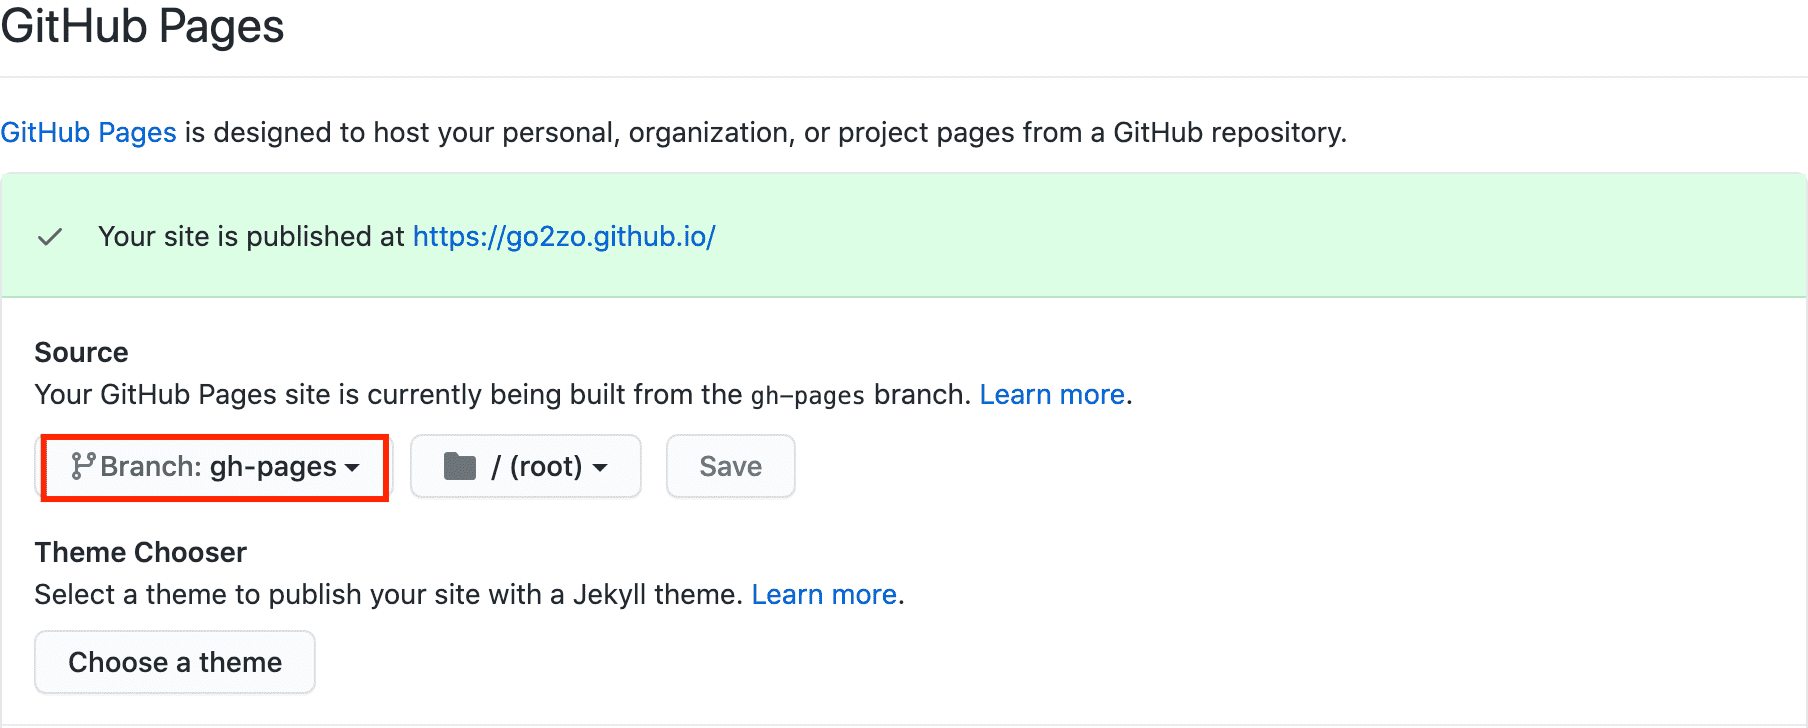 GitHub Pages
GitHub Pages is designed to host your personal, organization, or project pages from a GitHub repository.
Your site is published at https://go2zo.github.io/
Source
Your GitHub Pages site is currently being built from the gh-pages branch. Learn more.
Branch: gh-pages / (root) Save
Theme Chooser
Select a theme to publish your site with a Jekyll theme. Learn more.
Choose a theme